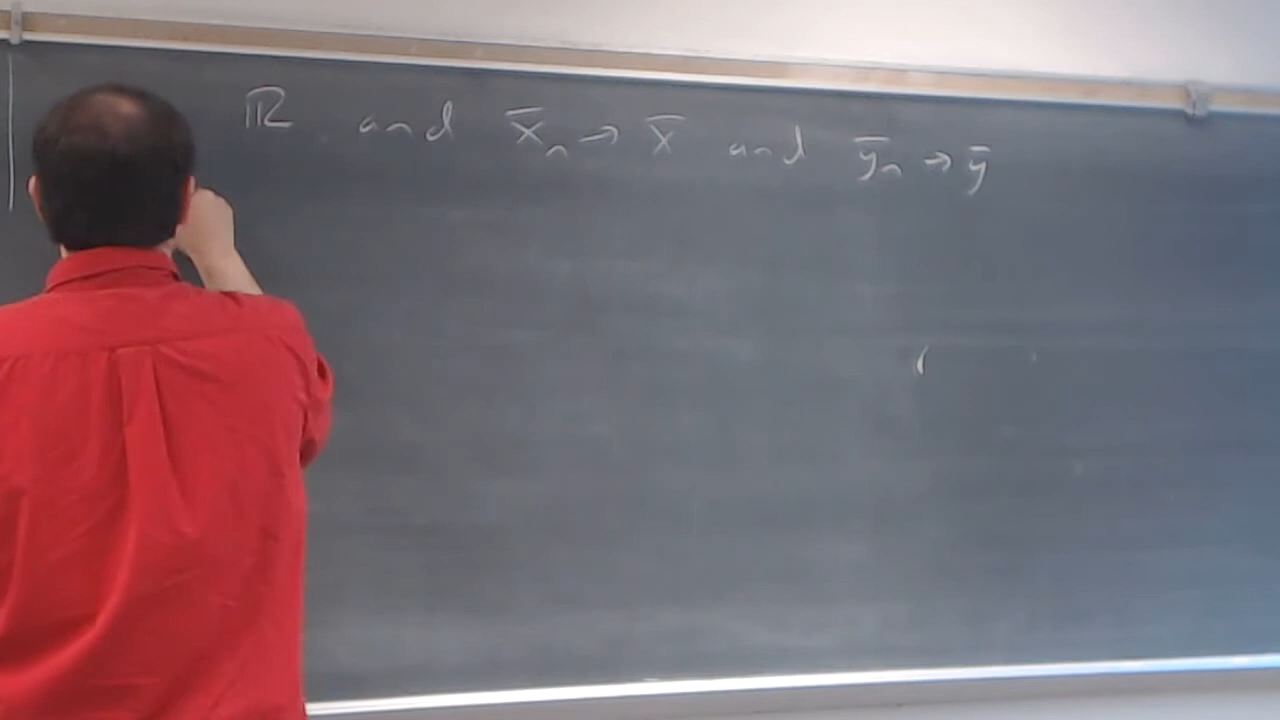 ℝ and x̄ₙ → x̄ and ȳₙ → ȳ
(